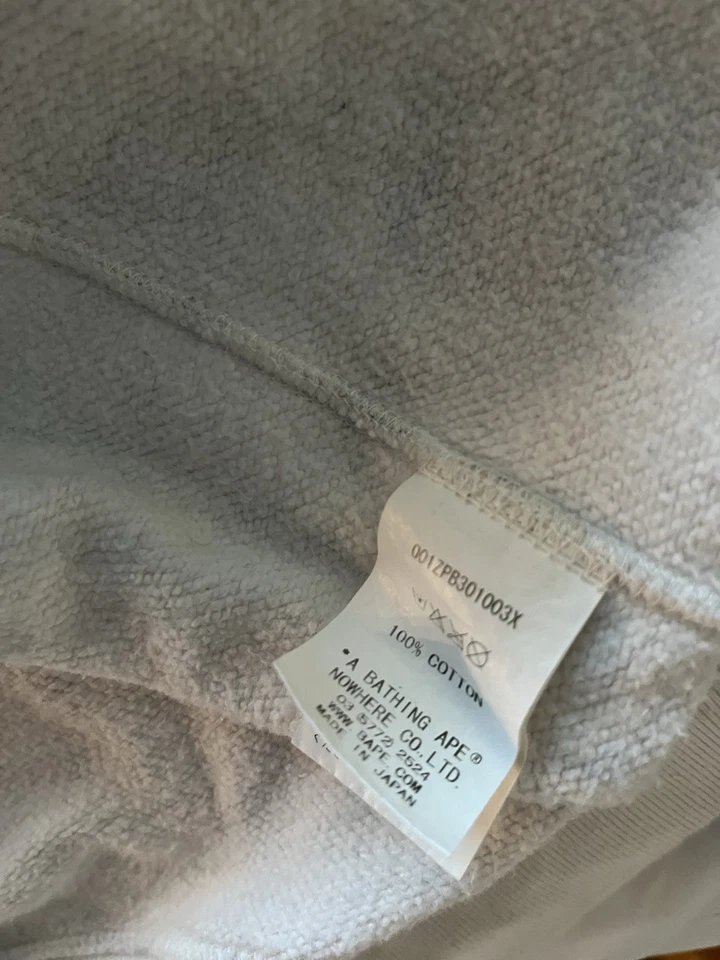 001ZPB301003X
100% COTTON
•A BATHING APE®
NOWHERE CO.,LTD.
03 (5772) 2524
WWW.BAPE.COM
MADE IN JAPAN